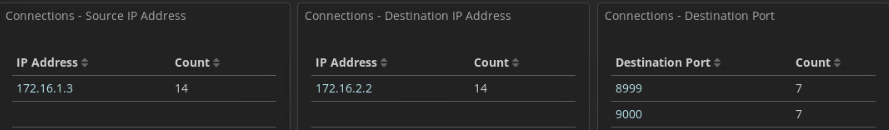 Connections - Source IP Address
IP Address Count
172.16.1.3 14
Connections - Destination IP Address
IP Address Count
172.16.2.2 14
Connections - Destination Port
Destination Port Count
8999 7
9000 7